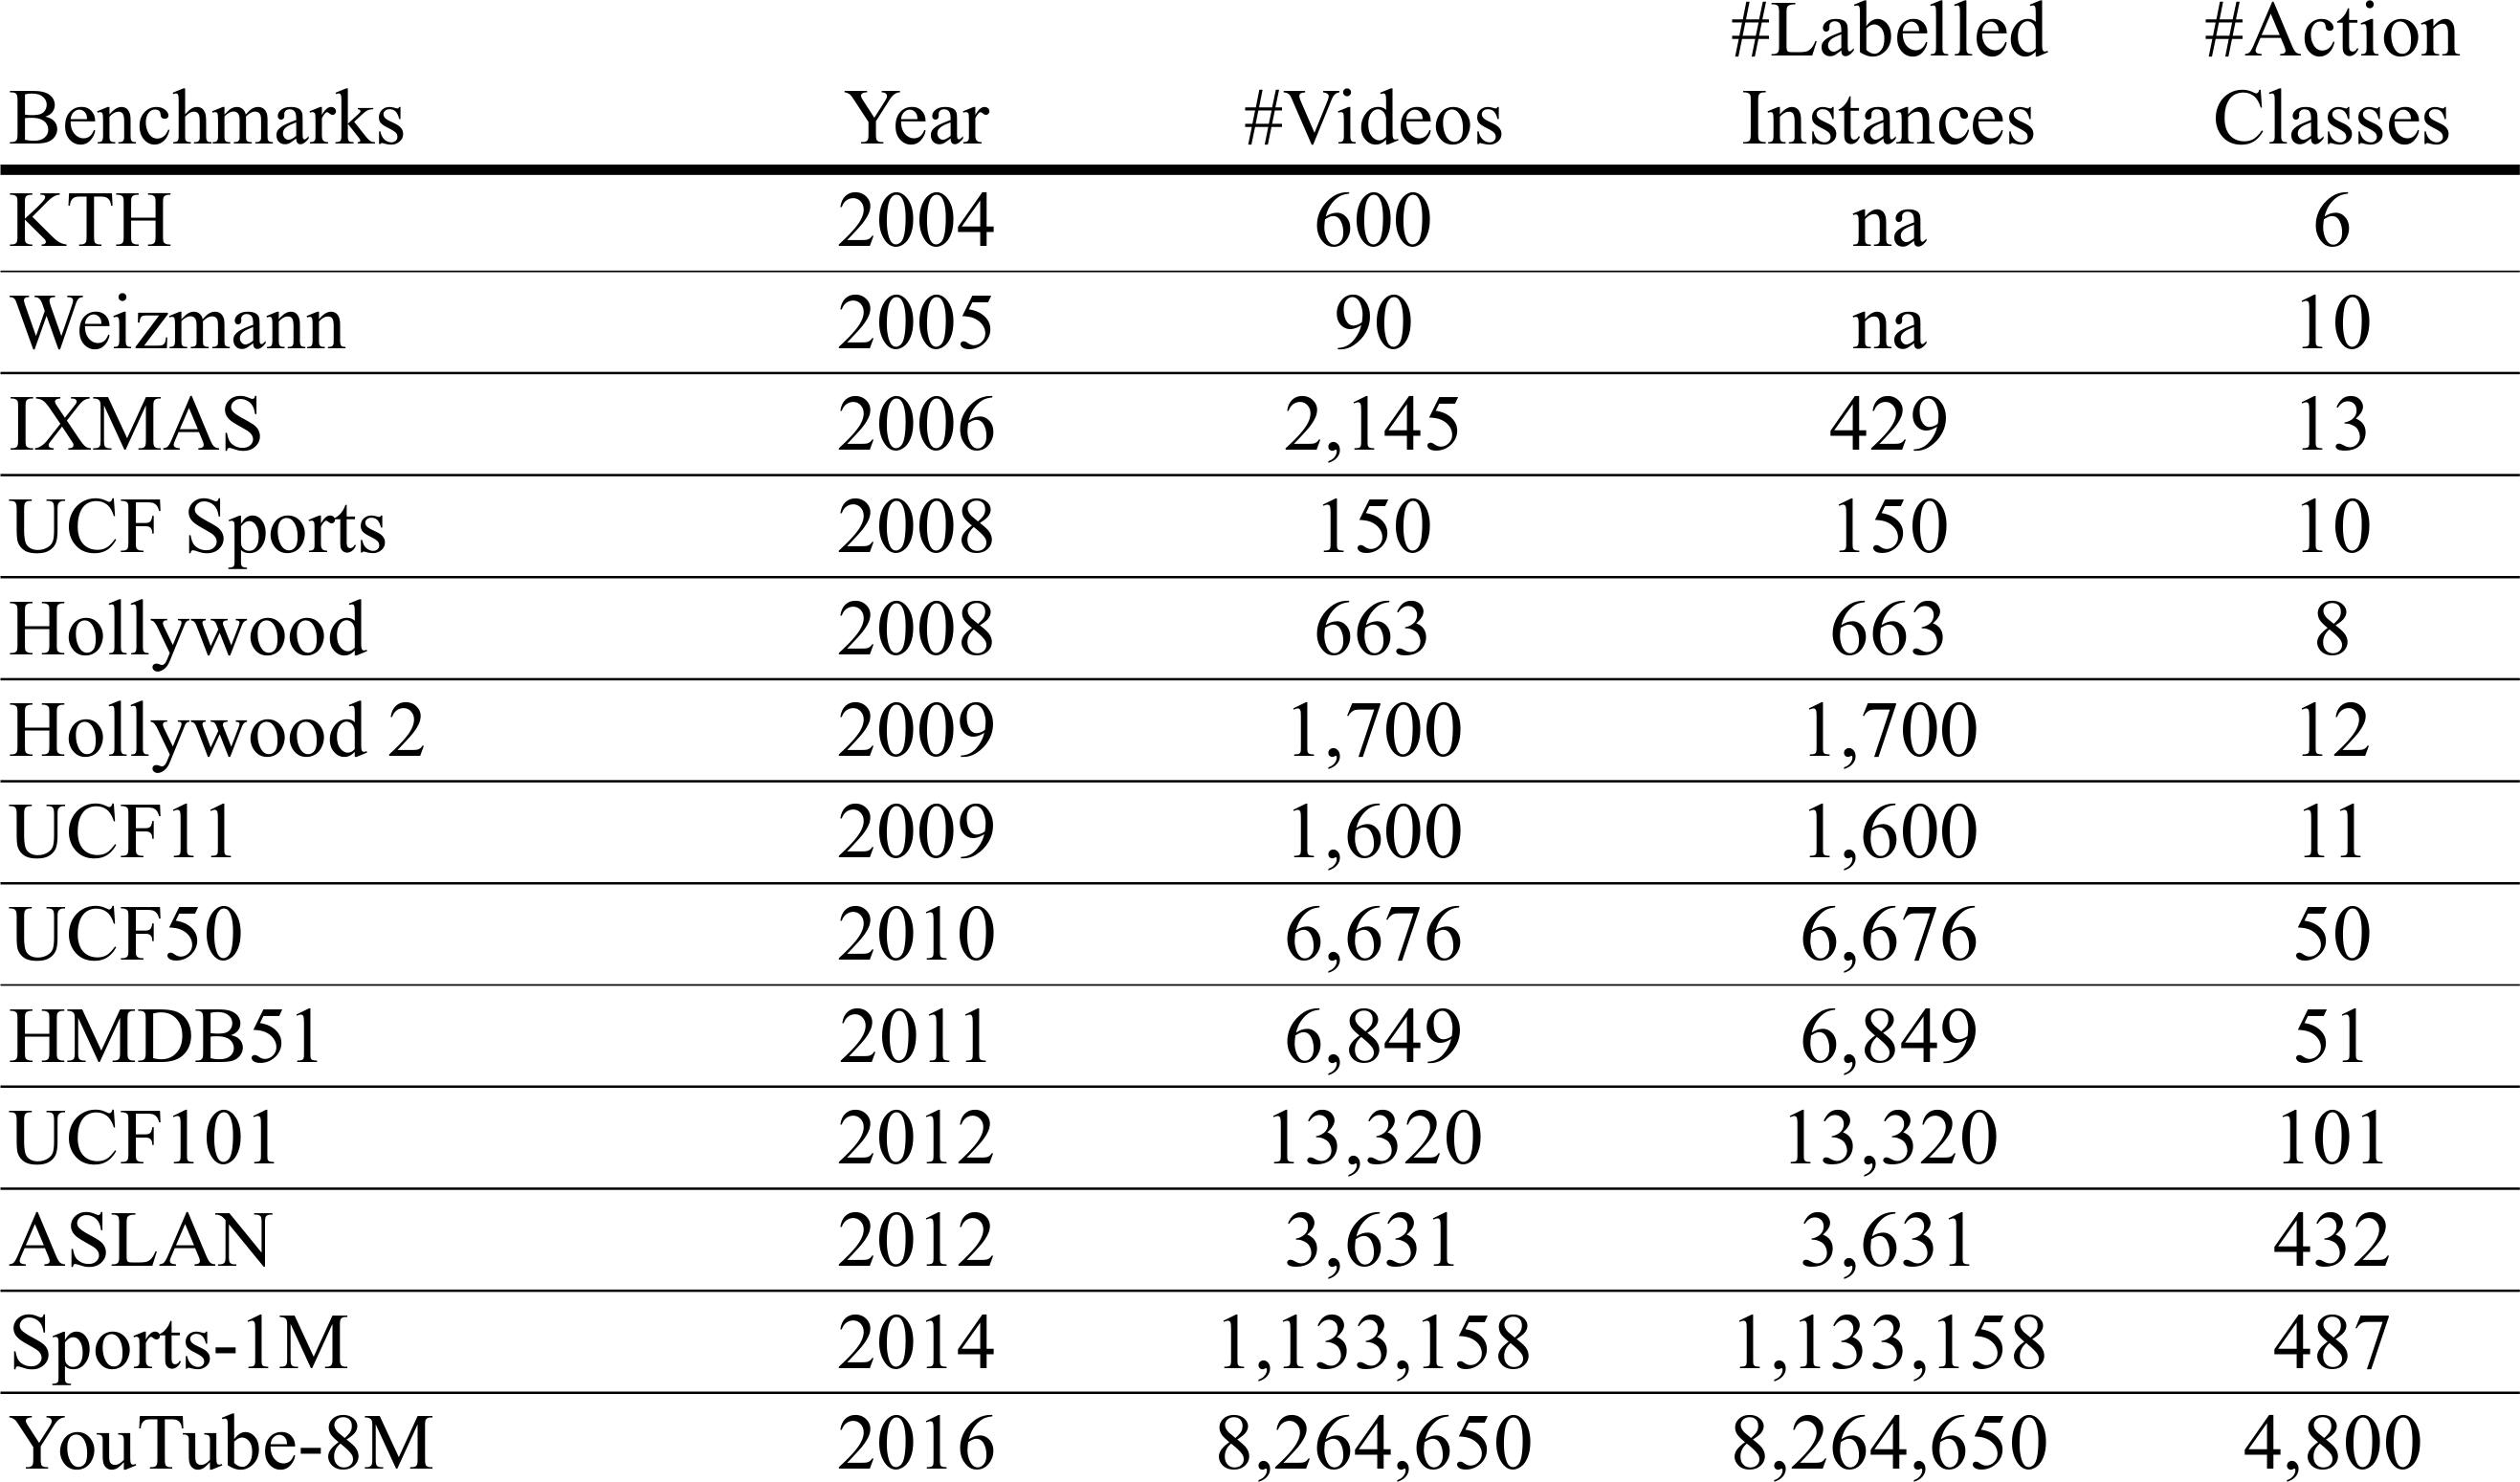 #Labelled #Action
Benchmarks Year #Videos Instances Classes
KTH 2004 600 na 6
Weizmann 2005 90 na 10
IXMAS 2006 2,145 429 13
UCF Sports 2008 150 150 10
Hollywood 2008 663 663 8
Hollywood 2 2009 1,700 1,700 12
UCF11 2009 1,600 1,600 11
UCF50 2010 6,676 6,676 50
HMDB51 2011 6,849 6,849 51
UCF101 2012 13,320 13,320 101
ASLAN 2012 3,631 3,631 432
Sports-1M 2014 1,133,158 1,133,158 487
YouTube-8M 2016 8,264,650 8,264,650 4,800